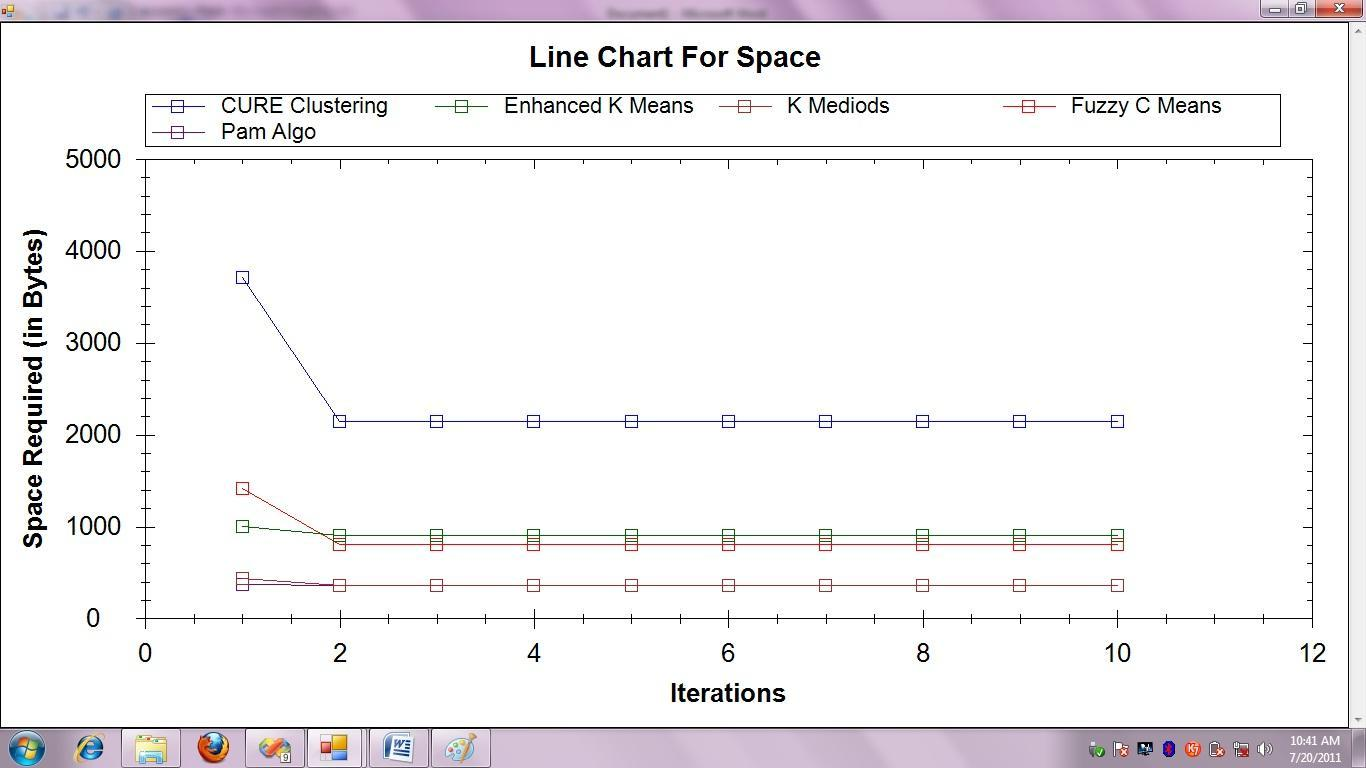 Line Chart For Space
CURE Clustering Enhanced K Means K Mediods Fuzzy C Means
Pam Algo
5000
4000
3000
2000
1000
0
Space Required (in Bytes)
0 2 4 6 8 10 12
Iterations
9
10:41 AM
7/20/2011